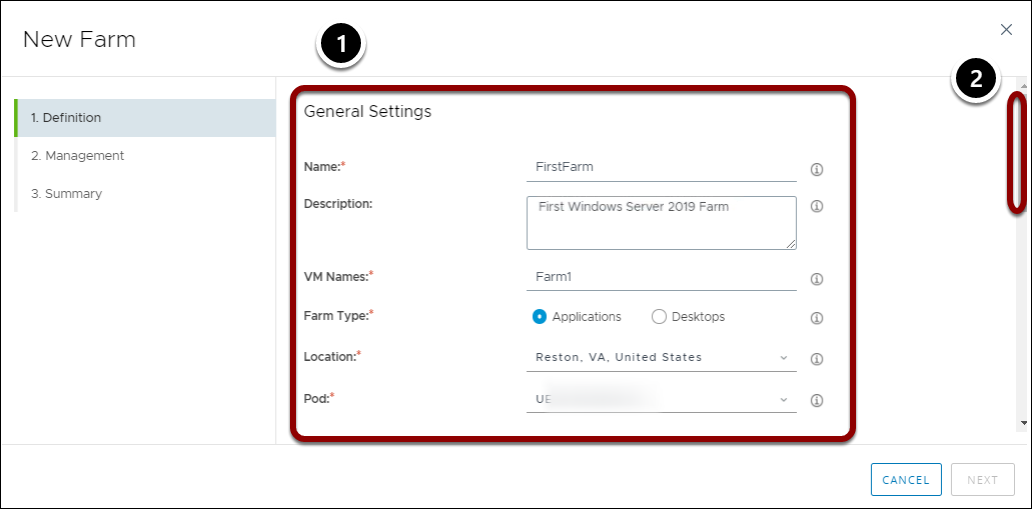 New Farm
1
2
1. Definition
2. Management
3. Summary
General Settings
Name:* FirstFarm
Description: First Windows Server 2019 Farm
VM Names:* Farm1
Farm Type:* Applications Desktops
Location:* Reston, VA, United States
Pod:* UE
CANCEL NEXT